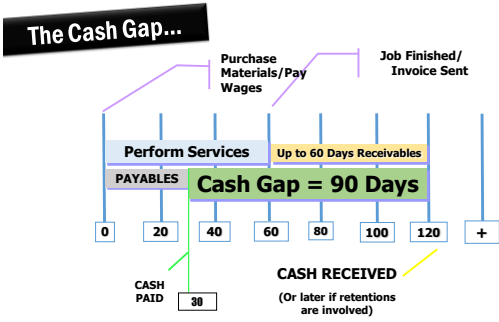 The Cash Gap...
Purchase
Materials/Pay
Wages
Job Finished/
Invoice Sent
Perform Services
Up to 60 Days Receivables
PAYABLES
Cash Gap = 90 Days
0
20
40
60
80
100
120
+
CASH
PAID
30
CASH RECEIVED
(Or later if retentions
are involved)